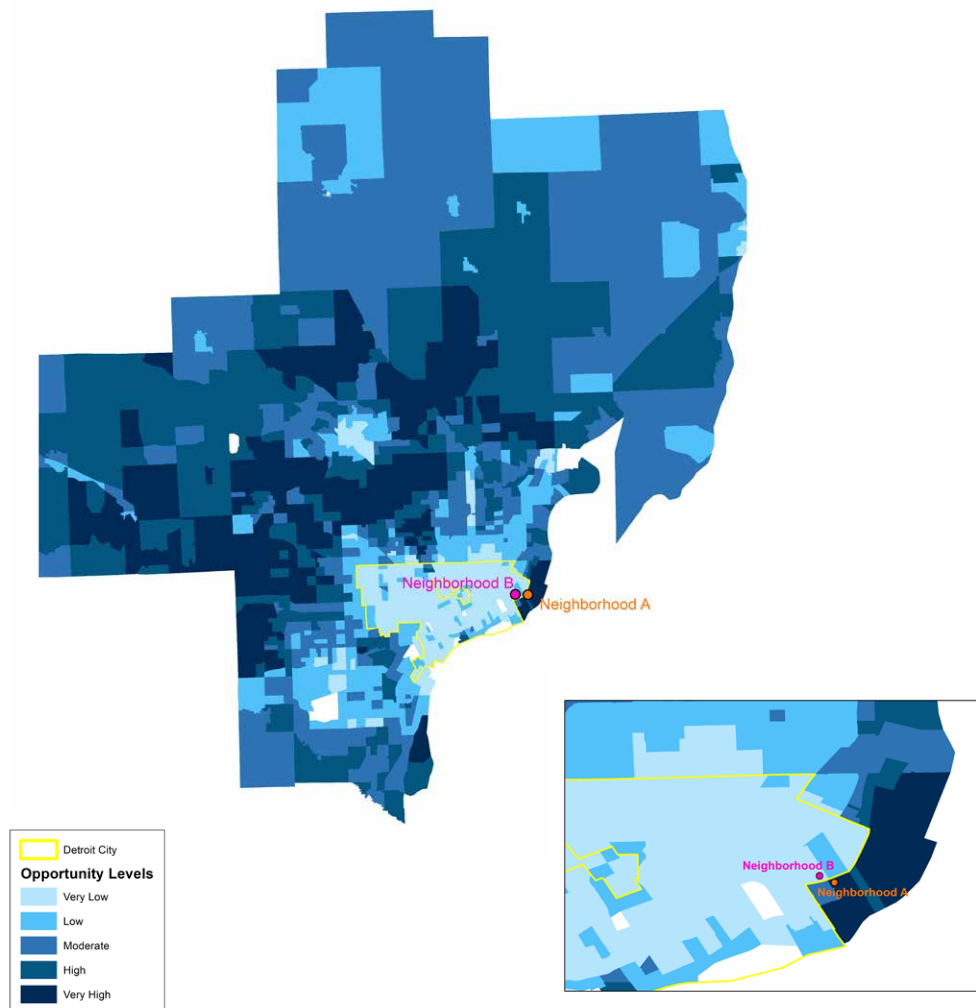 Neighborhood B
Neighborhood A
Neighborhood B
Neighborhood A
Detroit City
Opportunity Levels
Very Low
Low
Moderate
High
Very High